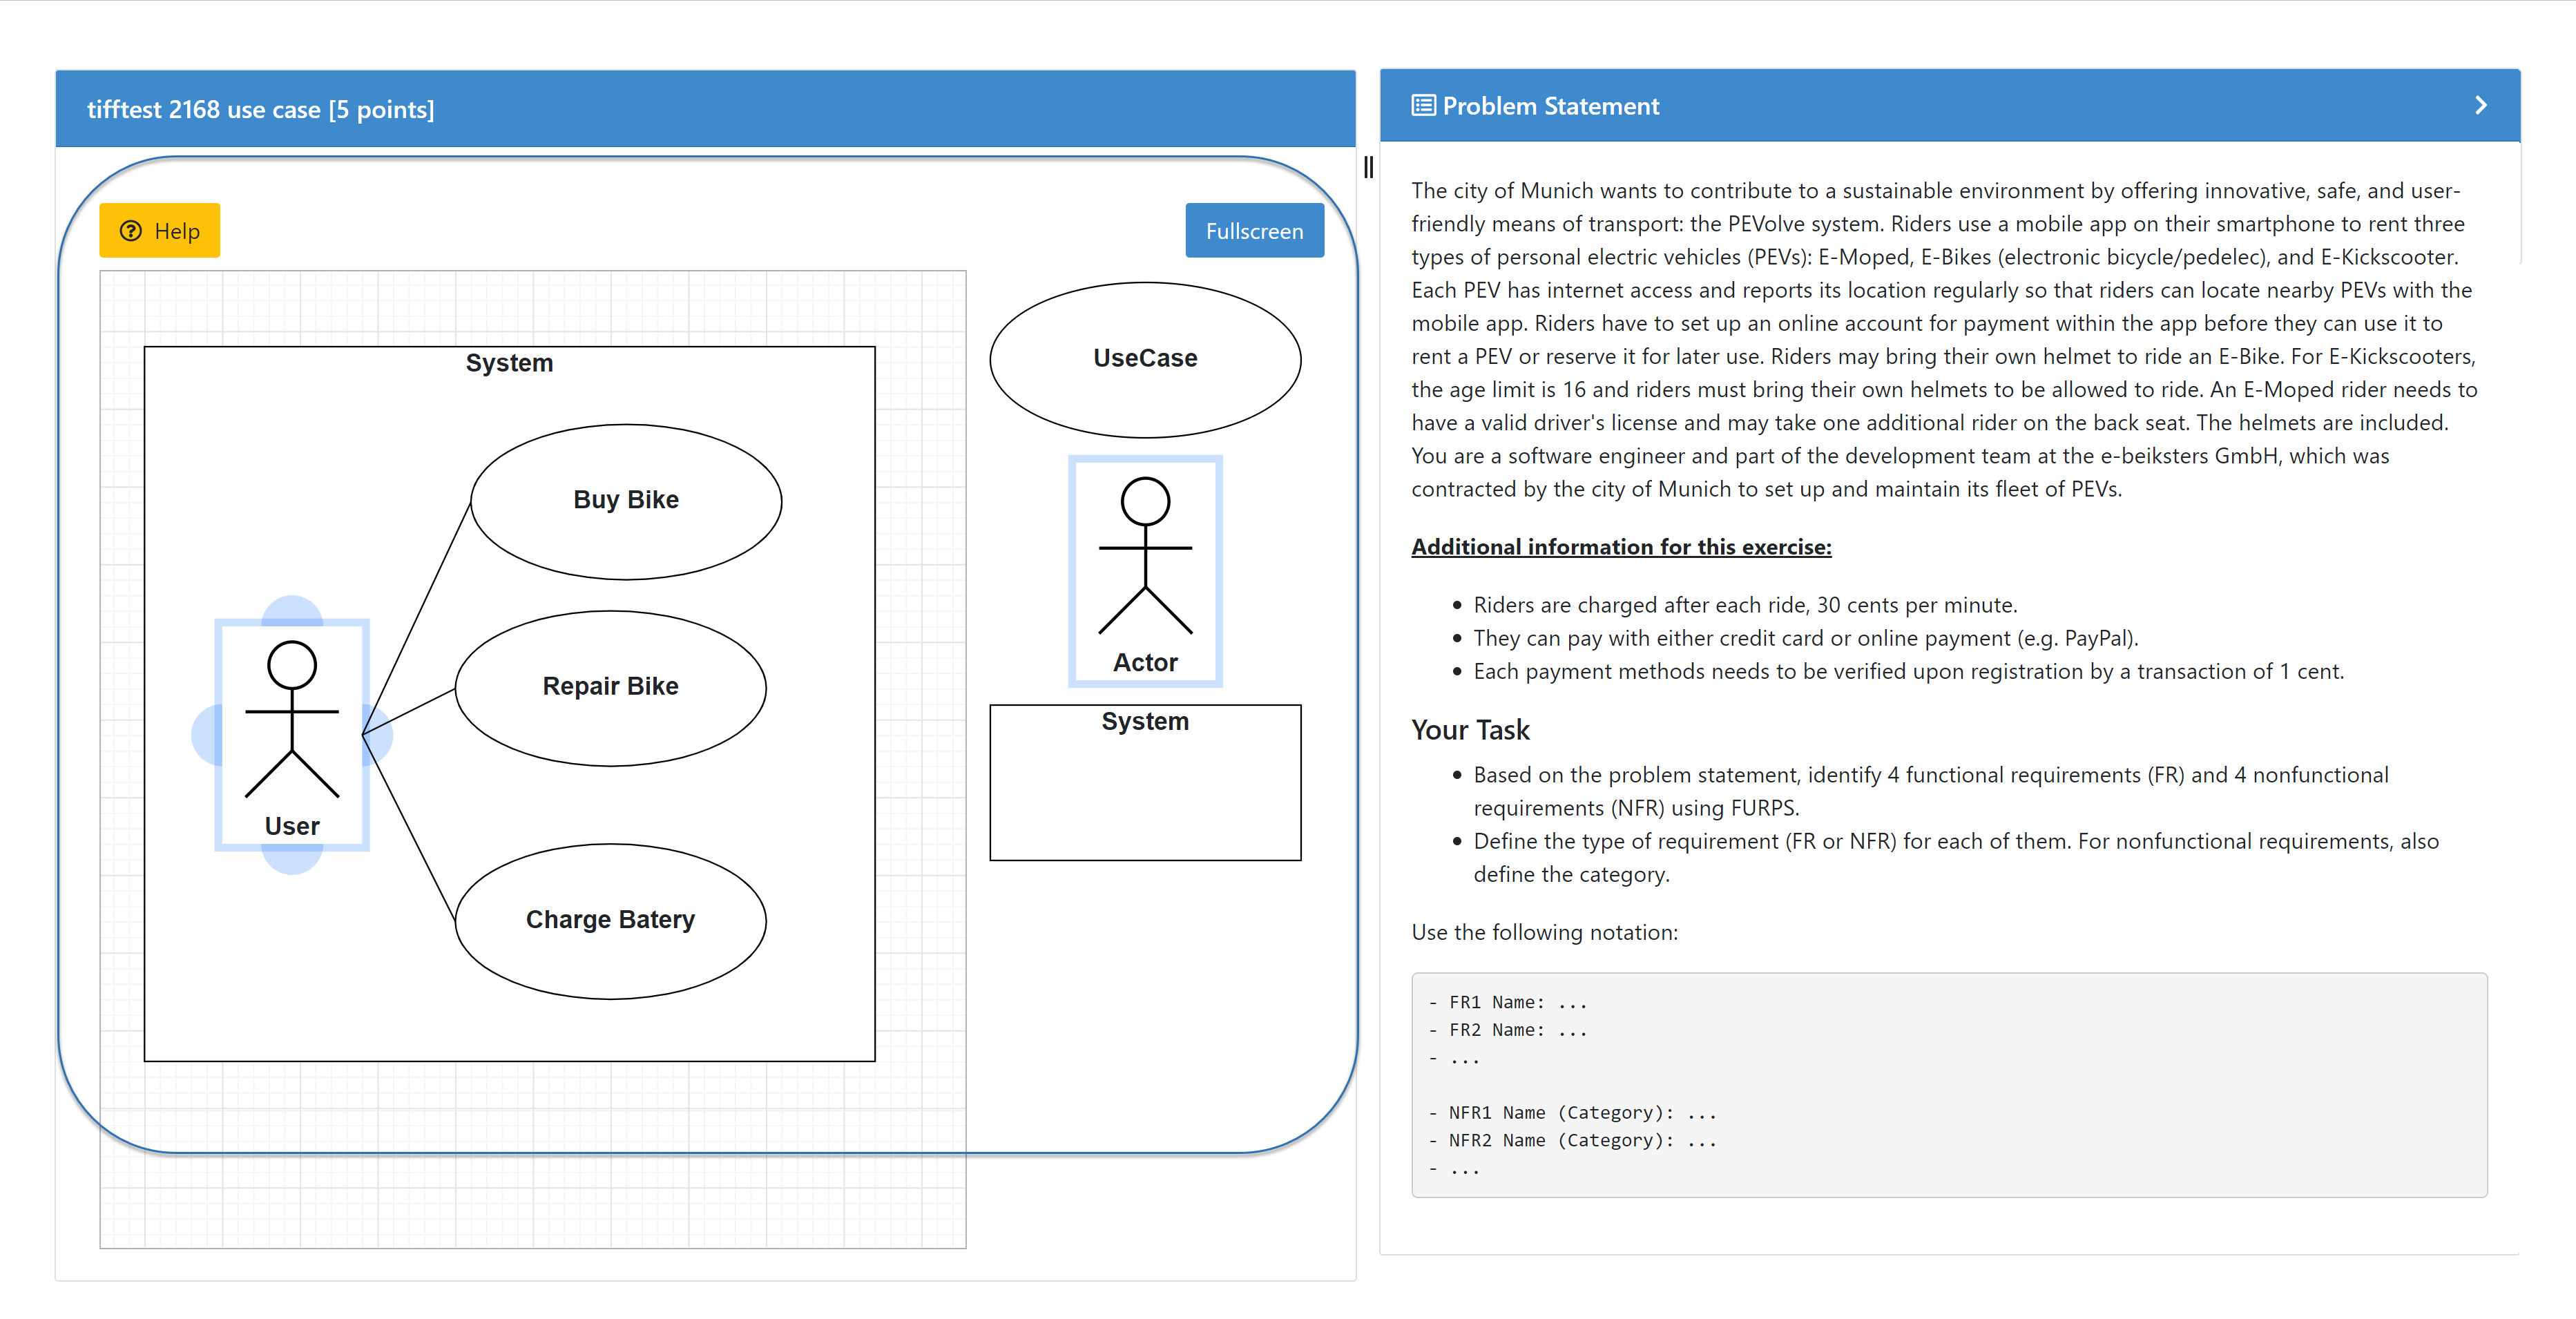 tifftest 2168 use case [5 points]
Help
Fullscreen
System
Buy Bike
Repair Bike
User
Charge Batery
UseCase
Actor
System
Problem Statement
The city of Munich wants to contribute to a sustainable environment by offering innovative, safe, and user-
friendly means of transport: the PEVolve system. Riders use a mobile app on their smartphone to rent three
types of personal electric vehicles (PEVs): E-Moped, E-Bikes (electronic bicycle/pedelec), and E-Kickscooter.
Each PEV has internet access and reports its location regularly so that riders can locate nearby PEVs with the
mobile app. Riders have to set up an online account for payment within the app before they can use it to
rent a PEV or reserve it for later use. Riders may bring their own helmet to ride an E-Bike. For E-Kickscooters,
the age limit is 16 and riders must bring their own helmets to be allowed to ride. An E-Moped rider needs to
have a valid driver's license and may take one additional rider on the back seat. The helmets are included.
You are a software engineer and part of the development team at the e-beiksters GmbH, which was
contracted by the city of Munich to set up and maintain its fleet of PEVs.
Additional information for this exercise:
• Riders are charged after each ride, 30 cents per minute.
• They can pay with either credit card or online payment (e.g. PayPal).
• Each payment methods needs to be verified upon registration by a transaction of 1 cent.
Your Task
• Based on the problem statement, identify 4 functional requirements (FR) and 4 nonfunctional
requirements (NFR) using FURPS.
• Define the type of requirement (FR or NFR) for each of them. For nonfunctional requirements, also
define the category.
Use the following notation:
- FR1 Name: ...
- FR2 Name: ...
- ...
- NFR1 Name (Category): ...
- NFR2 Name (Category): ...
- ...